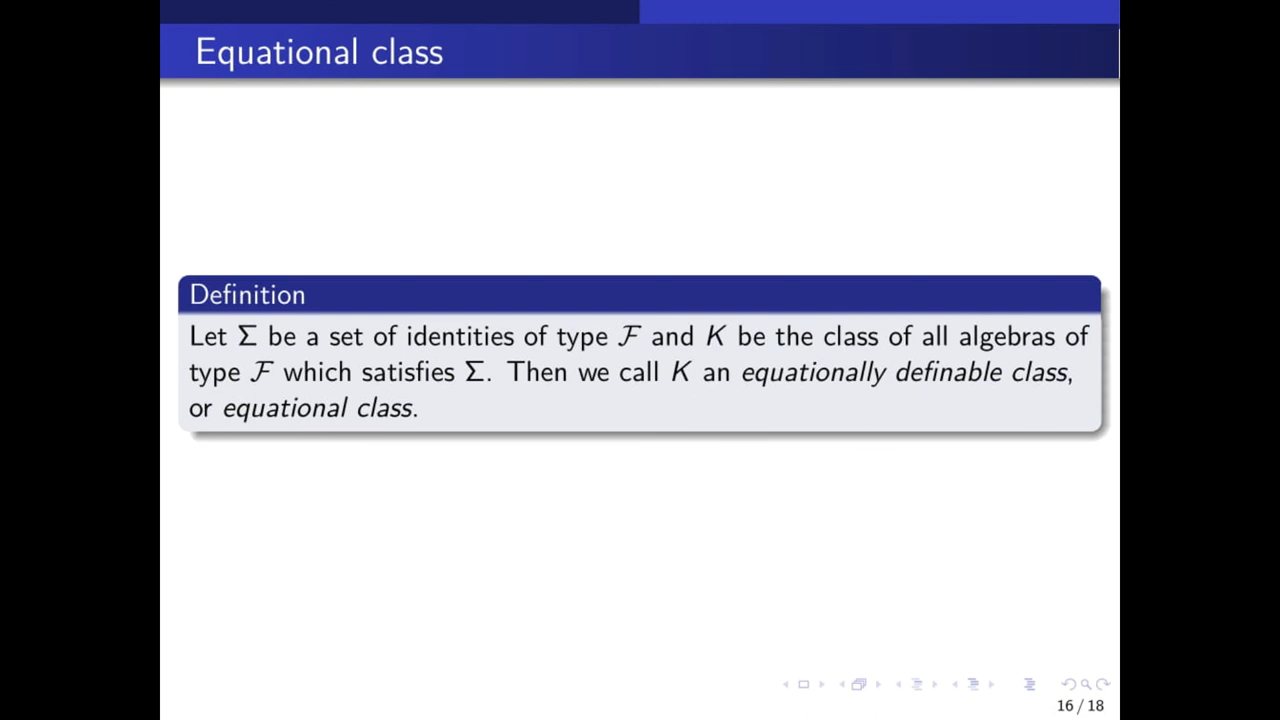 Equational class
Definition
Let Σ be a set of identities of type ℱ and K be the class of all algebras of
type ℱ which satisfies Σ. Then we call K an equationally definable class,
or equational class.
16 / 18